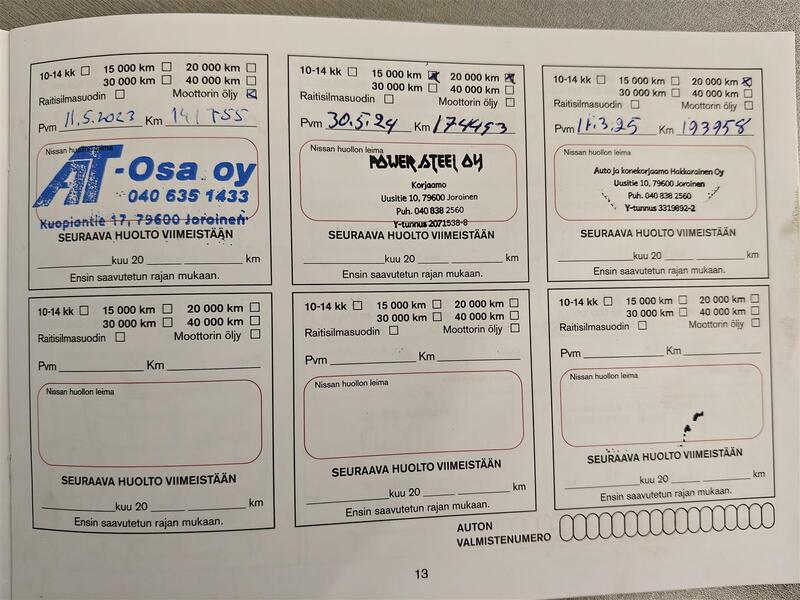 10-14 kk ☐ 15 000 km ☐ 20 000 km ☐
30 000 km ☐ 40 000 km ☐
Raitisilmasuodin ☐ Moottorin öljy ☒
Pvm 11.5.2023 Km 141755
Nissan huollon leima
AT-Osa oy
040 635 1433
Kuopiontie 17, 79600 Joroinen
SEURAAVA HUOLTO VIIMEISTÄÄN
kuu 20 km
Ensin saavutetun rajan mukaan.
10-14 kk ☐ 15 000 km ☒ 20 000 km ☒
30 000 km ☐ 40 000 km ☐
Raitisilmasuodin ☐ Moottorin öljy ☐
Pvm 30.5.24 Km 174453
Nissan huollon leima
POWER STEEL OY
Korjaamo
Uusitie 10, 79600 Joroinen
Puh. 040 838 2560
Y-tunnus 2071538-8
SEURAAVA HUOLTO VIIMEISTÄÄN
kuu 20 km
Ensin saavutetun rajan mukaan.
10-14 kk ☐ 15 000 km ☐ 20 000 km ☒
30 000 km ☐ 40 000 km ☐
Raitisilmasuodin ☐ Moottorin öljy ☐
Pvm 11.3.25 Km 193958
Nissan huollon leima
Auto ja konekorjaamo Hakkarainen Oy
Uusitie 10, 79600 Joroinen
Puh. 040 838 2560
Y-tunnus 3319892-2
SEURAAVA HUOLTO VIIMEISTÄÄN
kuu 20 km
Ensin saavutetun rajan mukaan.
10-14 kk ☐ 15 000 km ☐ 20 000 km ☐
30 000 km ☐ 40 000 km ☐
Raitisilmasuodin ☐ Moottorin öljy ☐
Pvm Km
Nissan huollon leima
SEURAAVA HUOLTO VIIMEISTÄÄN
kuu 20 km
Ensin saavutetun rajan mukaan.
10-14 kk ☐ 15 000 km ☐ 20 000 km ☐
30 000 km ☐ 40 000 km ☐
Raitisilmasuodin ☐ Moottorin öljy ☐
Pvm Km
Nissan huollon leima
SEURAAVA HUOLTO VIIMEISTÄÄN
kuu 20 km
Ensin saavutetun rajan mukaan.
10-14 kk ☐ 15 000 km ☐ 20 000 km ☐
30 000 km ☐ 40 000 km ☐
Raitisilmasuodin ☐ Moottorin öljy ☐
Pvm Km
Nissan huollon leima
SEURAAVA HUOLTO VIIMEISTÄÄN
kuu 20 km
Ensin saavutetun rajan mukaan.
AUTON
VALMISTENUMERO
13